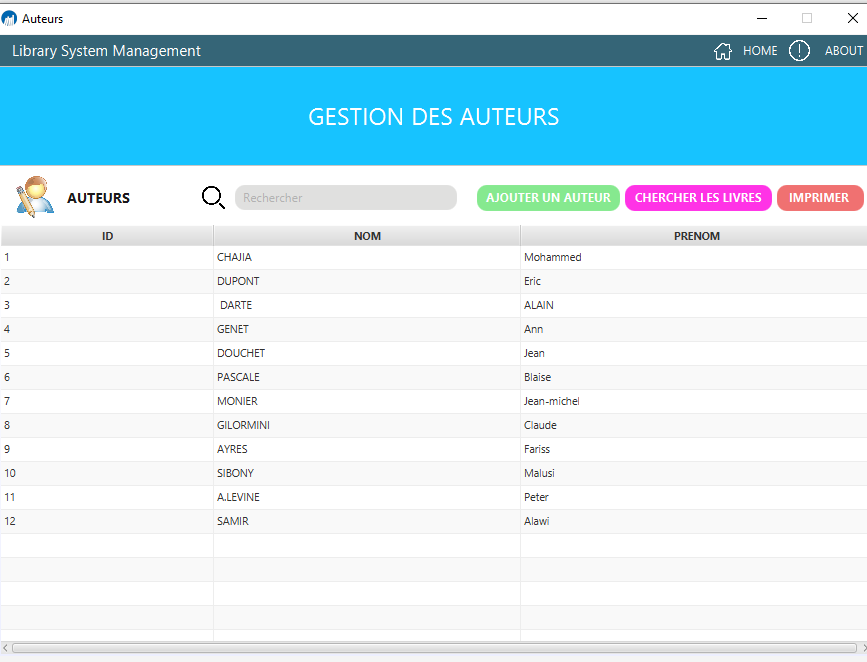 Auteurs
Library System Management HOME ABOUT
GESTION DES AUTEURS
AUTEURS Rechercher AJOUTER UN AUTEUR CHERCHER LES LIVRES IMPRIMER
ID NOM PRENOM
1 CHAJIA Mohammed
2 DUPONT Eric
3 DARTE ALAIN
4 GENET Ann
5 DOUCHET Jean
6 PASCALE Blaise
7 MONIER Jean-michel
8 GILORMINI Claude
9 AYRES Fariss
10 SIBONY Malusi
11 A.LEVINE Peter
12 SAMIR Alawi